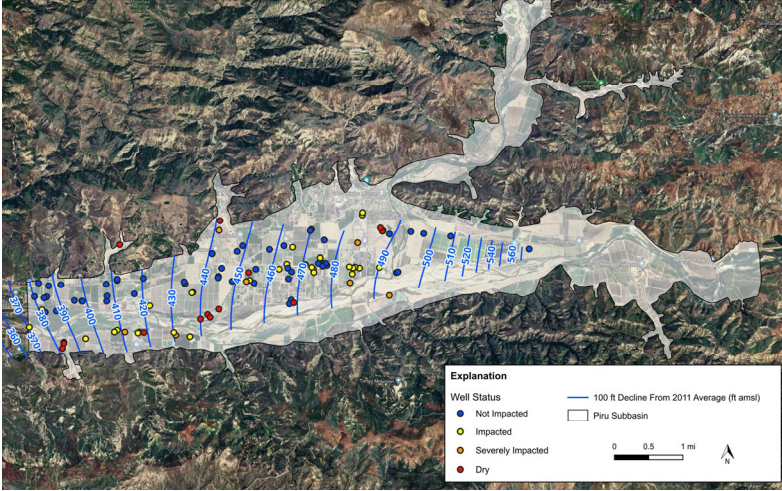 370
360
370
380
390
400
410
420
430
440
450
460
470
480
490
500
510
520
540
560
Explanation
Well Status
Not Impacted
Impacted
Severely Impacted
Dry
100 ft Decline From 2011 Average (ft amsl)
Piru Subbasin
0 0.5 1 mi
N